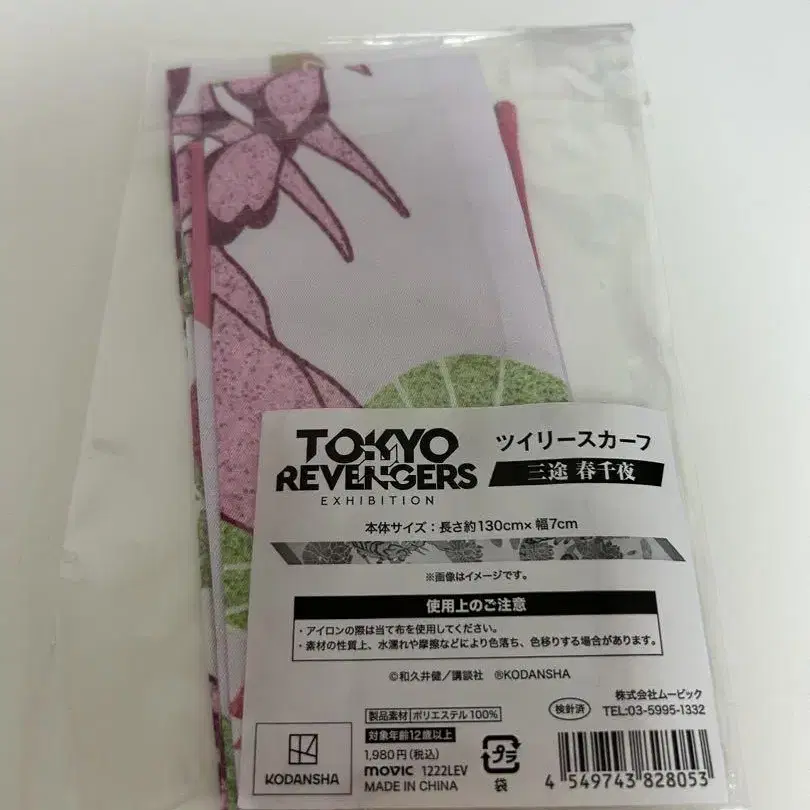 TOKYO
REVENGERS
EXHIBITION
ツイリースカーフ
三途 春千夜
本体サイズ：長さ約130cm×幅7cm
※画像はイメージです。
使用上のご注意
・アイロンの際は当て布を使用してください。
・素材の性質上、水濡れや摩擦などにより色落ち、色移りする場合があります。
©和久井健／講談社 ®KODANSHA
株式会社ムービック
検針済 TEL:03-5995-1332
製品素材 ポリエステル100%
対象年齢12歳以上
1,980円(税込)
movic 1222LEV
MADE IN CHINA
KODANSHA
プラ
袋
4 549743 828053